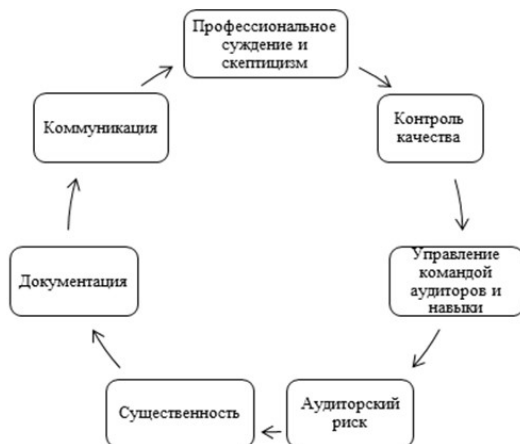 Профессиональное
суждение и
скептицизм
Контроль
качества
Управление
командой
аудиторов и
навыки
Аудиторский
риск
Существенность
Документация
Коммуникация